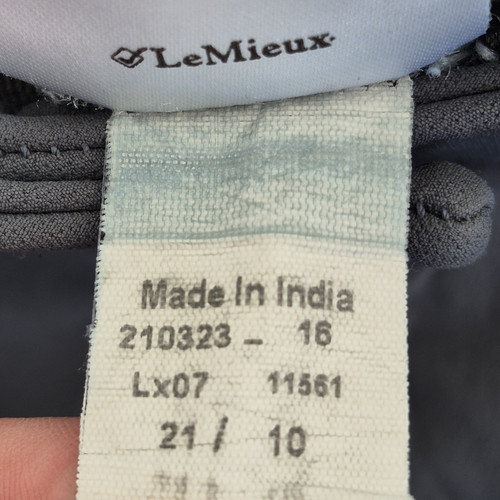 LeMieux
Made In India
210323 - 16
Lx07 11561
21 / 10